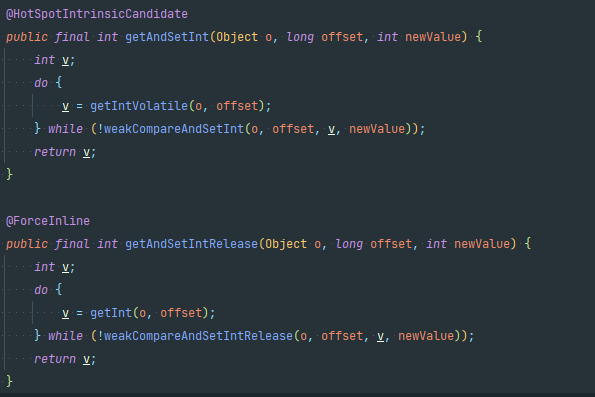 @HotSpotIntrinsicCandidate
public final int getAndSetInt(Object o, long offset, int newValue) {
    int v;
    do {
        v = getIntVolatile(o, offset);
    } while (!weakCompareAndSetInt(o, offset, v, newValue));
    return v;
}

@ForceInline
public final int getAndSetIntRelease(Object o, long offset, int newValue) {
    int v;
    do {
        v = getInt(o, offset);
    } while (!weakCompareAndSetIntRelease(o, offset, v, newValue));
    return v;
}